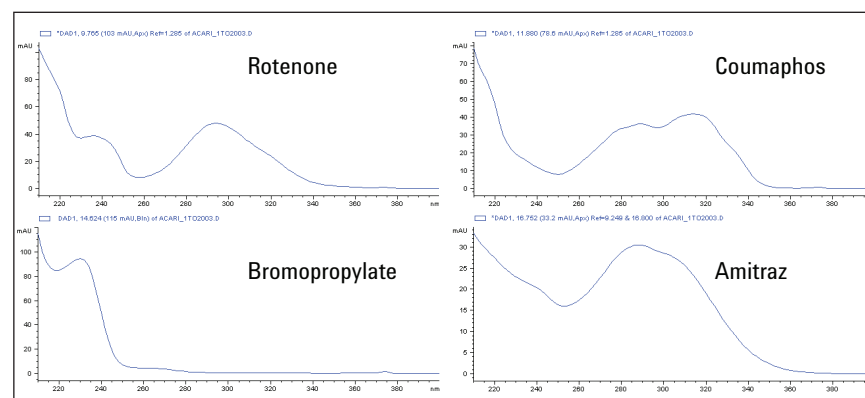 *DAD1, 9.765 (103 mAU,Apx) Ref=1.285 of ACARI_1TO2003.D
mAU
Rotenone
80
60
40
20
0
220 240 260 280 300 320 340 360 380 nm
*DAD1, 11.880 (78.6 mAU,Apx) Ref=1.285 of ACARI_1TO2003.D
mAU
Coumaphos
70
60
50
40
30
20
10
0
220 240 260 280 300 320 340 360 380 nm
DAD1, 14.524 (115 mAU,Bln) of ACARI_1TO2003.D
mAU
Bromopropylate
100
80
60
40
20
0
220 240 260 280 300 320 340 360 380
*DAD1, 16.752 (33.2 mAU,Apx) Ref=9.249 & 16.600 of ACARI_1TO2003.D
mAU
Amitraz
30
25
20
15
10
5
0
220 240 260 280 300 320 340 360 380